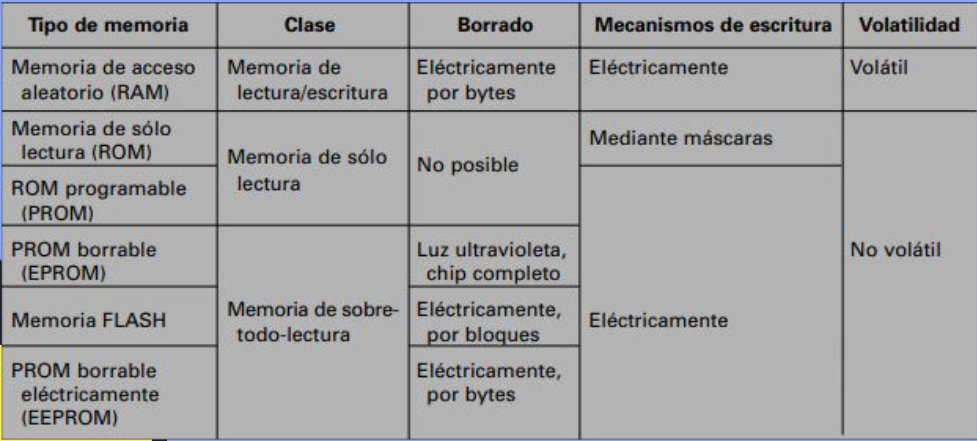 Tipo de memoria Clase Borrado Mecanismos de escritura Volatilidad
Memoria de acceso
aleatorio (RAM)
Memoria de
lectura/escritura
Eléctricamente
por bytes
Eléctricamente
Volátil
Memoria de sólo
lectura (ROM)
Memoria de sólo
lectura
No posible
Mediante máscaras
No volátil
ROM programable
(PROM)
Eléctricamente
PROM borrable
(EPROM)
Memoria de sobre-
todo-lectura
Luz ultravioleta,
chip completo
Memoria FLASH
Eléctricamente,
por bloques
PROM borrable
eléctricamente
(EEPROM)
Eléctricamente,
por bytes